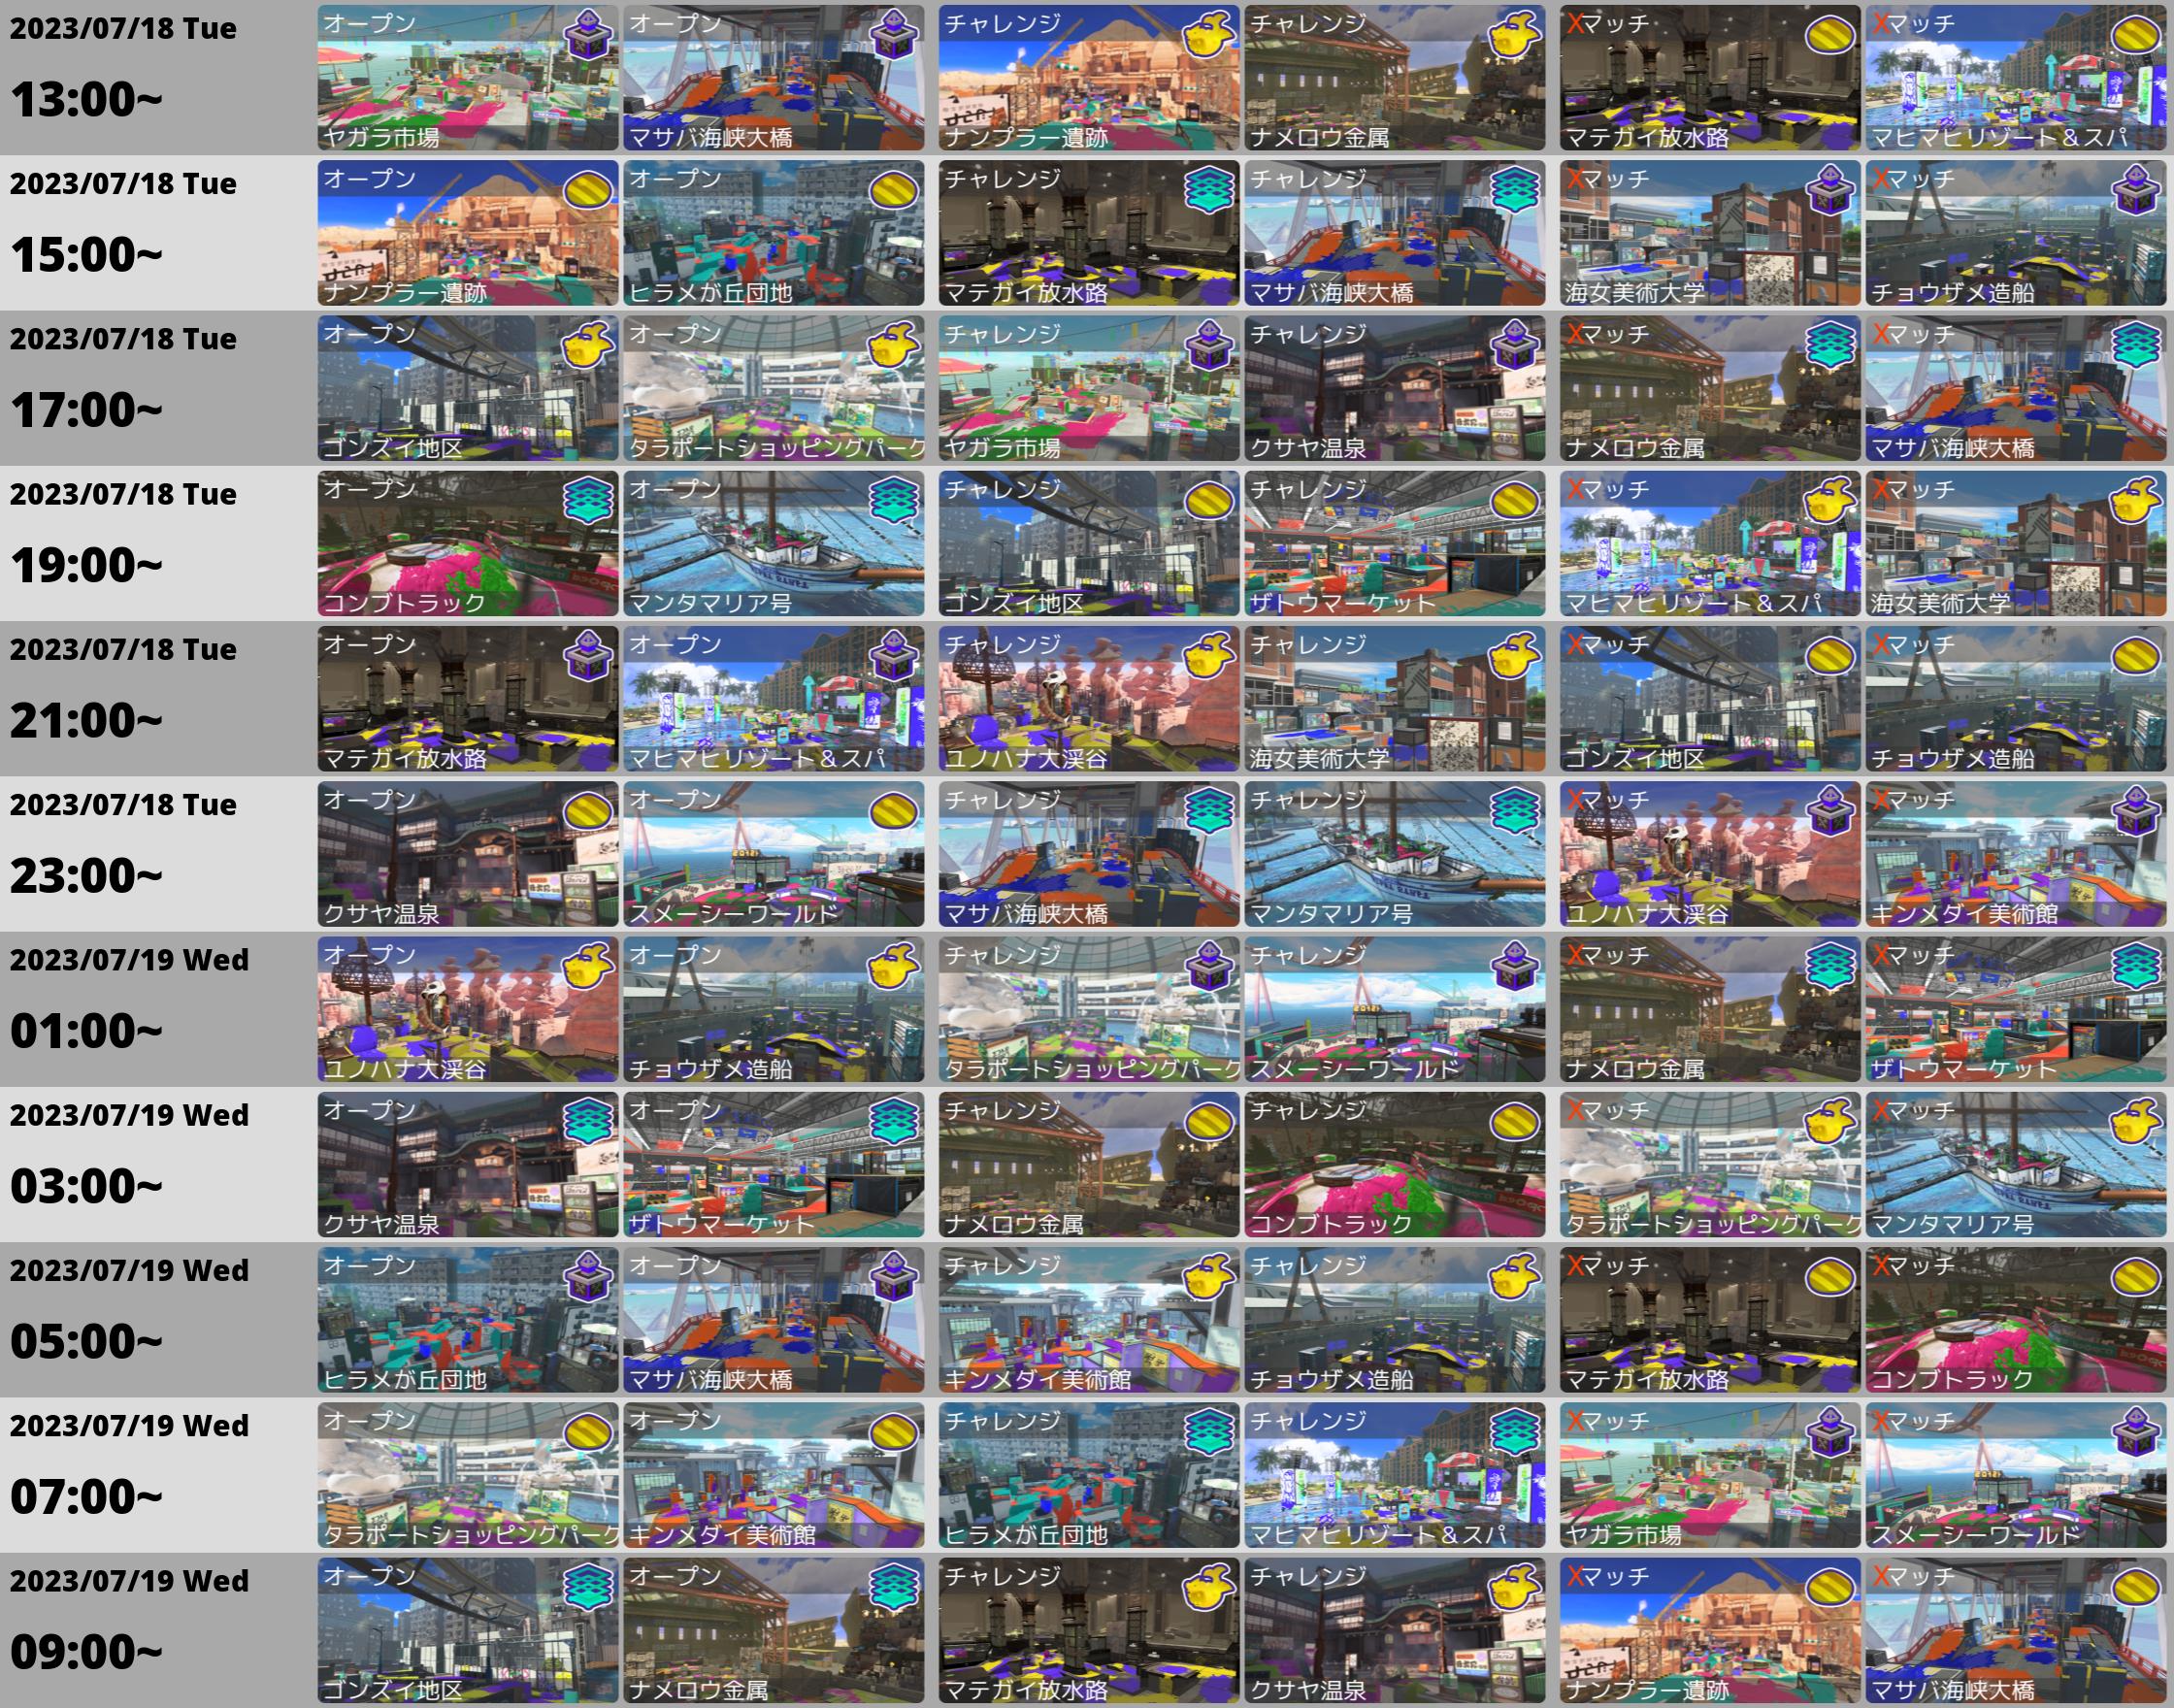 2023/07/18 Tue
13:00~
オープン
ヤガラ市場
オープン
マサバ海峡大橋
チャレンジ
ナンプラー遺跡
チャレンジ
ナメロウ金属
Xマッチ
マテガイ放水路
Xマッチ
マヒマヒリゾート＆スパ
2023/07/18 Tue
15:00~
オープン
ナンプラー遺跡
オープン
ヒラメが丘団地
チャレンジ
マテガイ放水路
チャレンジ
マサバ海峡大橋
Xマッチ
海女美術大学
Xマッチ
チョウザメ造船
2023/07/18 Tue
17:00~
オープン
ゴンズイ地区
オープン
タラポートショッピングパーク
チャレンジ
ヤガラ市場
チャレンジ
クサヤ温泉
Xマッチ
ナメロウ金属
Xマッチ
マサバ海峡大橋
2023/07/18 Tue
19:00~
オープン
コンブトラック
オープン
マンタマリア号
チャレンジ
ゴンズイ地区
チャレンジ
ザトウマーケット
Xマッチ
マヒマヒリゾート＆スパ
Xマッチ
海女美術大学
2023/07/18 Tue
21:00~
オープン
マテガイ放水路
オープン
マヒマヒリゾート＆スパ
チャレンジ
ユノハナ大渓谷
チャレンジ
海女美術大学
Xマッチ
ゴンズイ地区
Xマッチ
チョウザメ造船
2023/07/18 Tue
23:00~
オープン
クサヤ温泉
オープン
スメーシーワールド
チャレンジ
マサバ海峡大橋
チャレンジ
マンタマリア号
Xマッチ
ユノハナ大渓谷
Xマッチ
キンメダイ美術館
2023/07/19 Wed
01:00~
オープン
ユノハナ大渓谷
オープン
チョウザメ造船
チャレンジ
タラポートショッピングパーク
チャレンジ
スメーシーワールド
Xマッチ
ナメロウ金属
Xマッチ
ザトウマーケット
2023/07/19 Wed
03:00~
オープン
クサヤ温泉
オープン
ザトウマーケット
チャレンジ
ナメロウ金属
チャレンジ
コンブトラック
Xマッチ
タラポートショッピングパーク
Xマッチ
マンタマリア号
2023/07/19 Wed
05:00~
オープン
ヒラメが丘団地
オープン
マサバ海峡大橋
チャレンジ
キンメダイ美術館
チャレンジ
チョウザメ造船
Xマッチ
マテガイ放水路
Xマッチ
コンブトラック
2023/07/19 Wed
07:00~
オープン
タラポートショッピングパーク
オープン
キンメダイ美術館
チャレンジ
ヒラメが丘団地
チャレンジ
マヒマヒリゾート＆スパ
Xマッチ
ヤガラ市場
Xマッチ
スメーシーワールド
2023/07/19 Wed
09:00~
オープン
ゴンズイ地区
オープン
ナメロウ金属
チャレンジ
マテガイ放水路
チャレンジ
クサヤ温泉
Xマッチ
ナンプラー遺跡
Xマッチ
マサバ海峡大橋